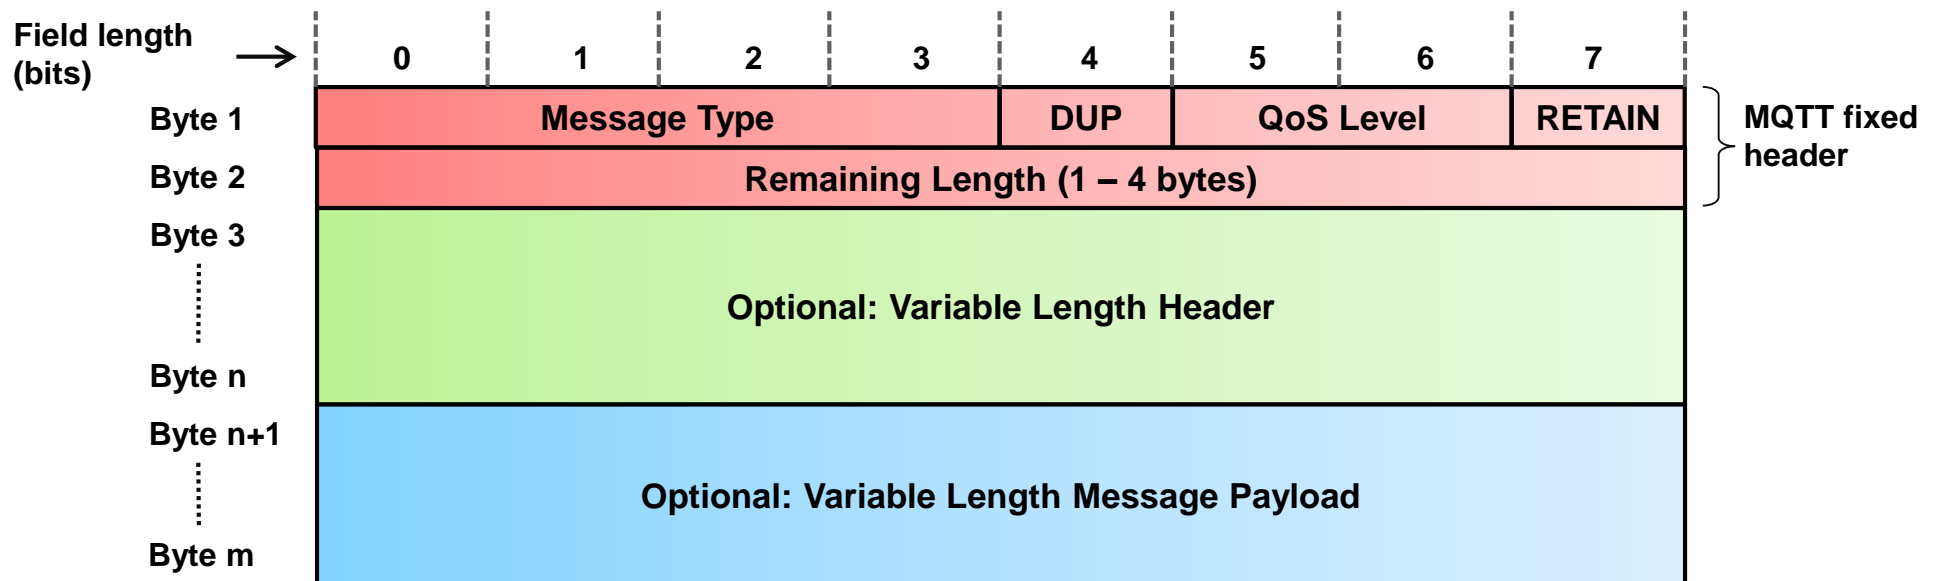 Field length
(bits)
0 1 2 3 4 5 6 7
Byte 1
Message Type
DUP
QoS Level
RETAIN
MQTT fixed
header
Byte 2
Remaining Length (1 – 4 bytes)
Byte 3
Optional: Variable Length Header
Byte n
Byte n+1
Optional: Variable Length Message Payload
Byte m